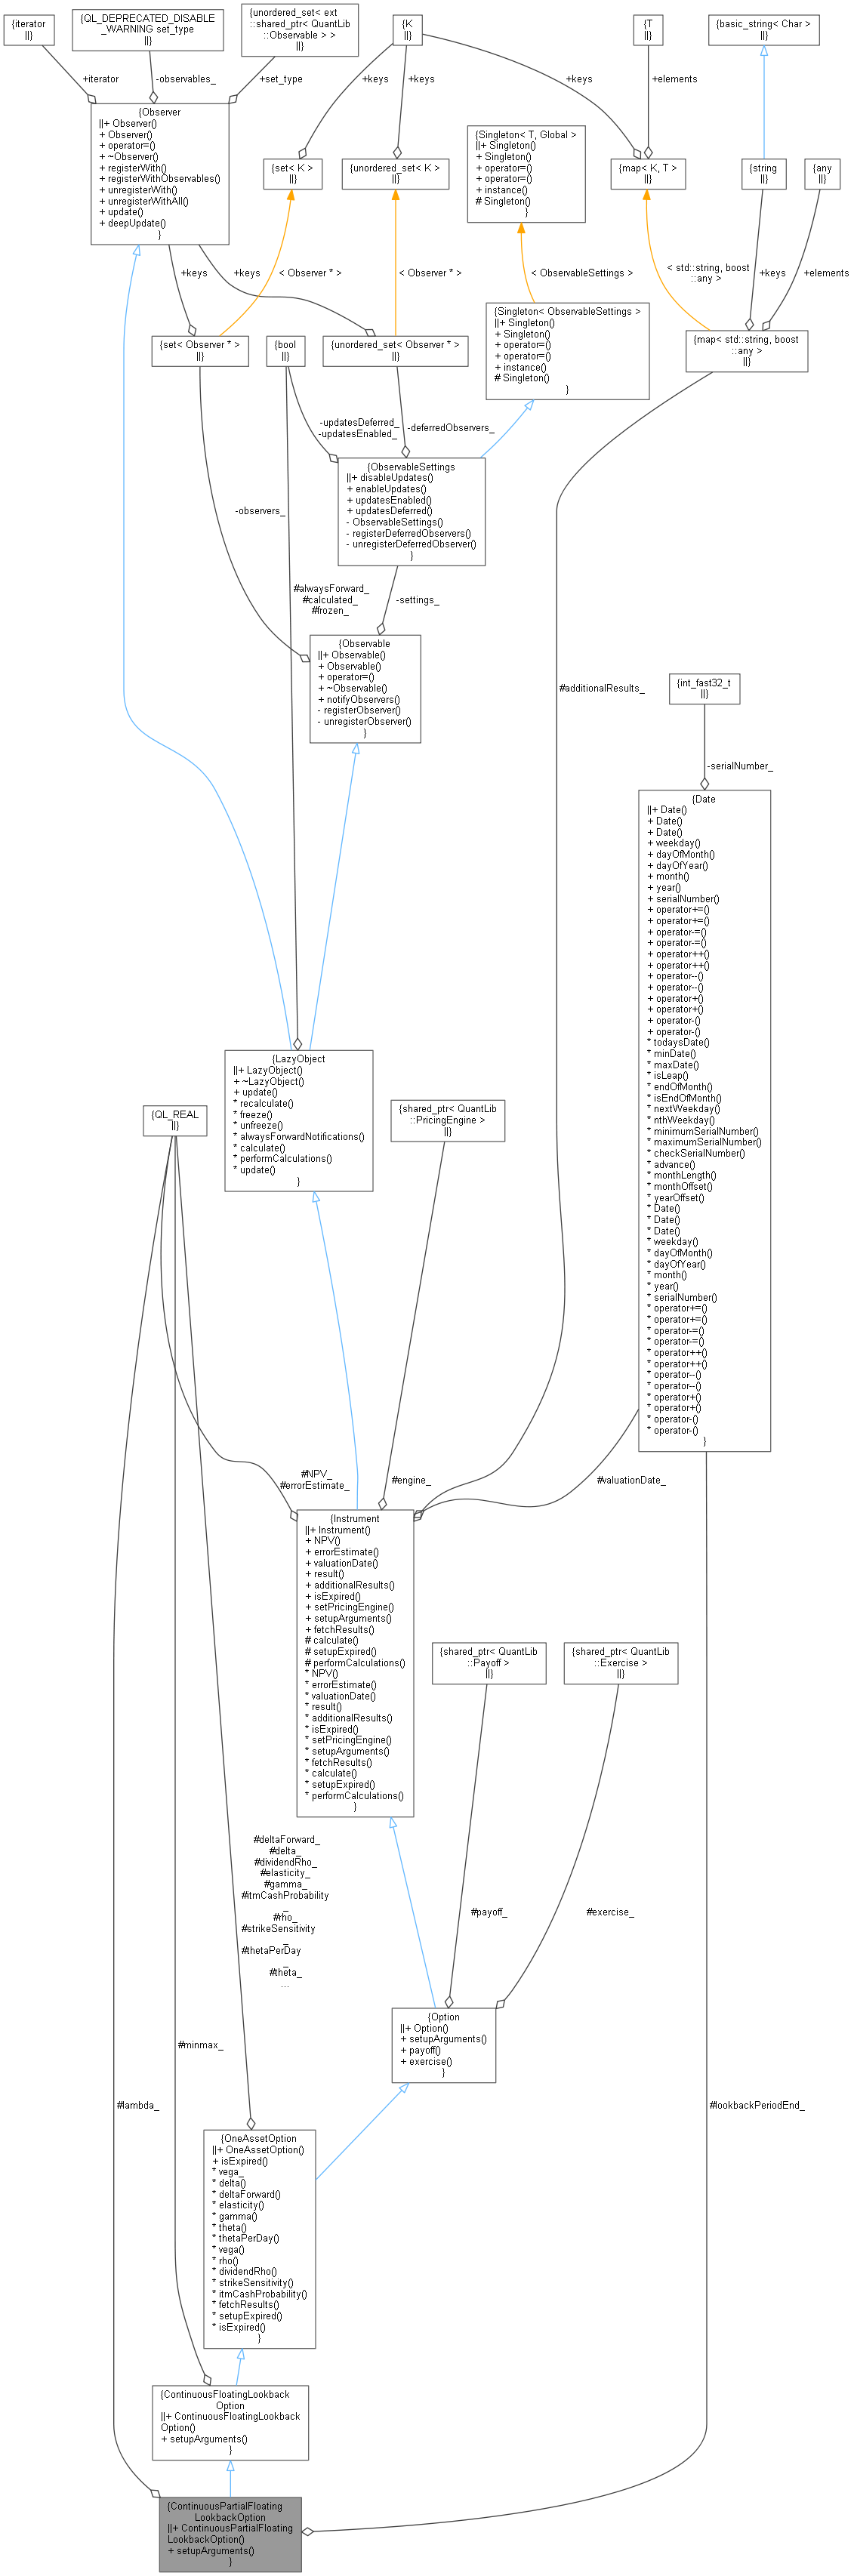 {iterator
||}
{QL_DEPRECATED_DISABLE
_WARNING set_type
||}
{unordered_set< ext
::shared_ptr< QuantLib
::Observable > >
||}
{K
||}
{T
||}
{basic_string< Char >
||}
+iterator
-observables_
+set_type
+keys
+keys
+keys
+elements
{Observer
||+ Observer()
+ Observer()
+ operator=()
+ ~Observer()
+ registerWith()
+ registerWithObservables()
+ unregisterWith()
+ unregisterWithAll()
+ update()
+ deepUpdate()
}
{set< K >
||}
{unordered_set< K >
||}
{Singleton< T, Global >
||+ Singleton()
+ Singleton()
+ operator=()
+ operator=()
+ instance()
# Singleton()
}
{map< K, T >
||}
{string
||}
{any
||}
+keys
+keys
< Observer * >
< Observer * >
< ObservableSettings >
< std::string, boost
::any >
+keys
+elements
{set< Observer * >
||}
{bool
||}
{unordered_set< Observer * >
||}
{Singleton< ObservableSettings >
||+ Singleton()
+ Singleton()
+ operator=()
+ operator=()
+ instance()
# Singleton()
}
{map< std::string, boost
::any >
||}
-updatesDeferred_
-updatesEnabled_
-deferredObservers_
{ObservableSettings
||+ disableUpdates()
+ enableUpdates()
+ updatesEnabled()
+ updatesDeferred()
- ObservableSettings()
- registerDeferredObservers()
- unregisterDeferredObserver()
}
-observers_
#alwaysForward_
#calculated_
#frozen_
-settings_
{Observable
||+ Observable()
+ Observable()
+ operator=()
+ ~Observable()
+ notifyObservers()
- registerObserver()
- unregisterObserver()
}
#additionalResults_
{int_fast32_t
||}
-serialNumber_
{Date
||+ Date()
+ Date()
+ Date()
+ weekday()
+ dayOfMonth()
+ dayOfYear()
+ month()
+ year()
+ serialNumber()
+ operator+=()
+ operator+=()
+ operator-=()
+ operator-=()
+ operator++()
+ operator++()
+ operator--()
+ operator--()
+ operator+()
+ operator+()
+ operator-()
+ operator-()
* todaysDate()
* minDate()
* maxDate()
* isLeap()
* endOfMonth()
* isEndOfMonth()
* nextWeekday()
* nthWeekday()
* minimumSerialNumber()
* maximumSerialNumber()
* checkSerialNumber()
* advance()
* monthLength()
* monthOffset()
* yearOffset()
* Date()
* Date()
* Date()
* weekday()
* dayOfMonth()
* dayOfYear()
* month()
* year()
* serialNumber()
* operator+=()
* operator+=()
* operator-=()
* operator-=()
* operator++()
* operator++()
* operator--()
* operator--()
* operator+()
* operator+()
* operator-()
* operator-()
}
{LazyObject
||+ LazyObject()
+ ~LazyObject()
+ update()
* recalculate()
* freeze()
* unfreeze()
* alwaysForwardNotifications()
* calculate()
* performCalculations()
* update()
}
{QL_REAL
||}
{shared_ptr< QuantLib
::PricingEngine >
||}
#NPV_
#errorEstimate_
#engine_
#valuationDate_
{Instrument
||+ Instrument()
+ NPV()
+ errorEstimate()
+ valuationDate()
+ result()
+ additionalResults()
+ isExpired()
+ setPricingEngine()
+ setupArguments()
+ fetchResults()
# calculate()
# setupExpired()
# performCalculations()
* NPV()
* errorEstimate()
* valuationDate()
* result()
* additionalResults()
* isExpired()
* setPricingEngine()
* setupArguments()
* fetchResults()
* calculate()
* setupExpired()
* performCalculations()
}
{shared_ptr< QuantLib
::Payoff >
||}
{shared_ptr< QuantLib
::Exercise >
||}
#deltaForward_
#delta_
#dividendRho_
#elasticity_
#gamma_
#itmCashProbability
_
#rho_
#strikeSensitivity
_
#thetaPerDay
_
#theta_
...
#payoff_
#exercise_
{Option
||+ Option()
+ setupArguments()
+ payoff()
+ exercise()
}
#minmax_
#lambda_
#lookbackPeriodEnd_
{OneAssetOption
||+ OneAssetOption()
+ isExpired()
* vega_
* delta()
* deltaForward()
* elasticity()
* gamma()
* theta()
* thetaPerDay()
* vega()
* rho()
* dividendRho()
* strikeSensitivity()
* itmCashProbability()
* fetchResults()
* setupExpired()
* isExpired()
}
{ContinuousFloatingLookback
Option
||+ ContinuousFloatingLookback
Option()
+ setupArguments()
}
{ContinuousPartialFloating
LookbackOption
||+ ContinuousPartialFloating
LookbackOption()
+ setupArguments()
}